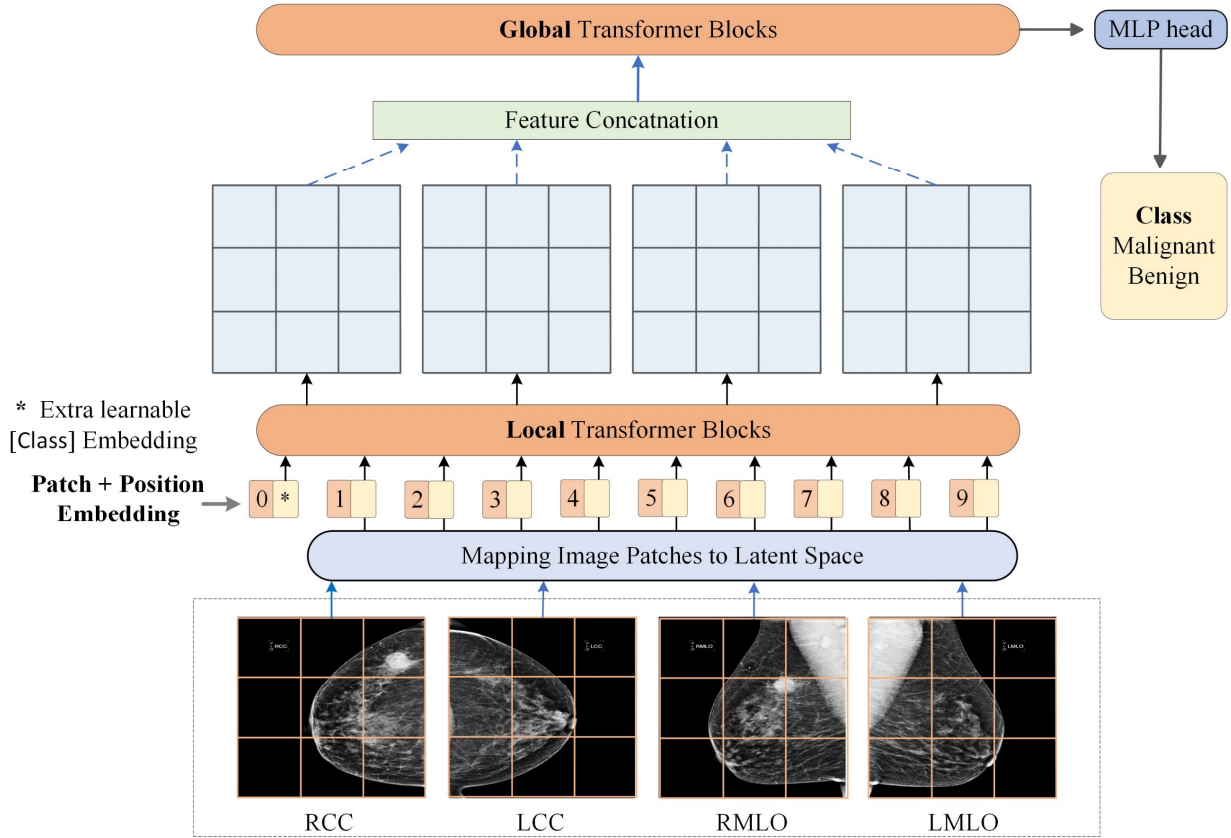 Global Transformer Blocks
MLP head
Feature Concatnation
Class
Malignant
Benign
* Extra learnable
[Class] Embedding
Local Transformer Blocks
Patch + Position
Embedding
0 * 1 2 3 4 5 6 7 8 9
Mapping Image Patches to Latent Space
RCC
LCC
RMLO
LMLO
RCC LCC RMLO LMLO